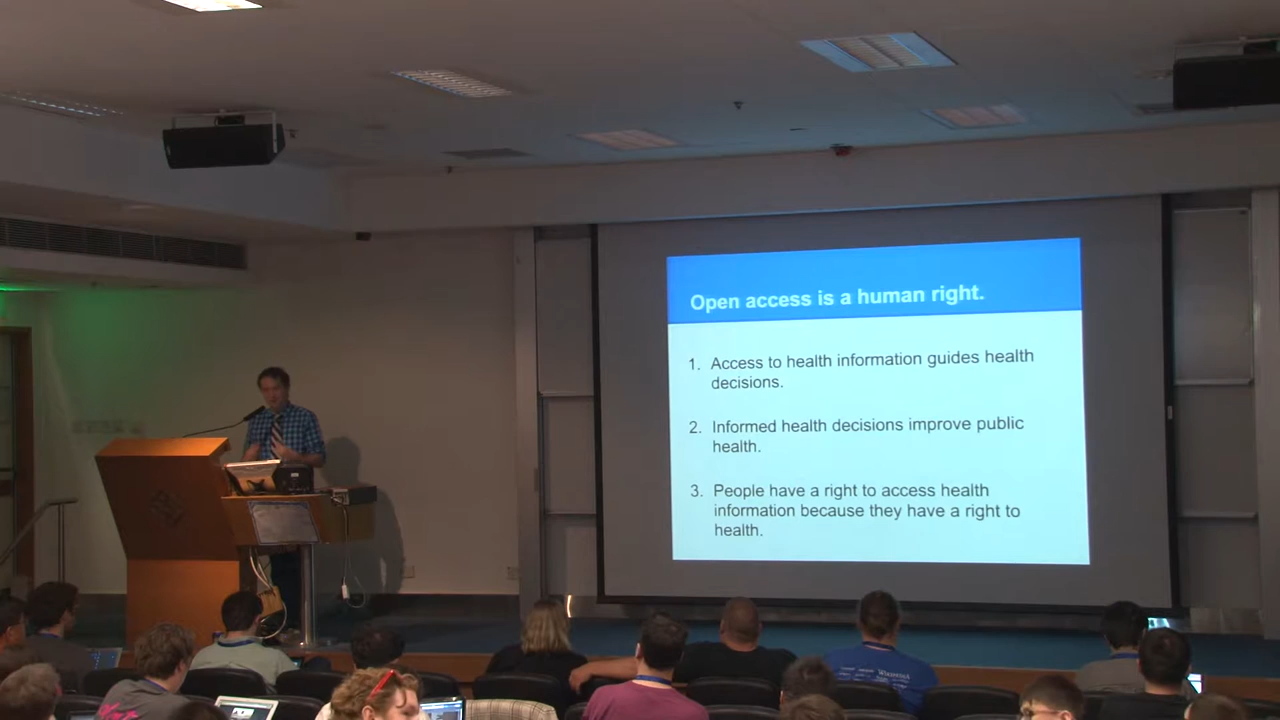 Open access is a human right.
1. Access to health information guides health
decisions.
2. Informed health decisions improve public
health.
3. People have a right to access health
information because they have a right to
health.